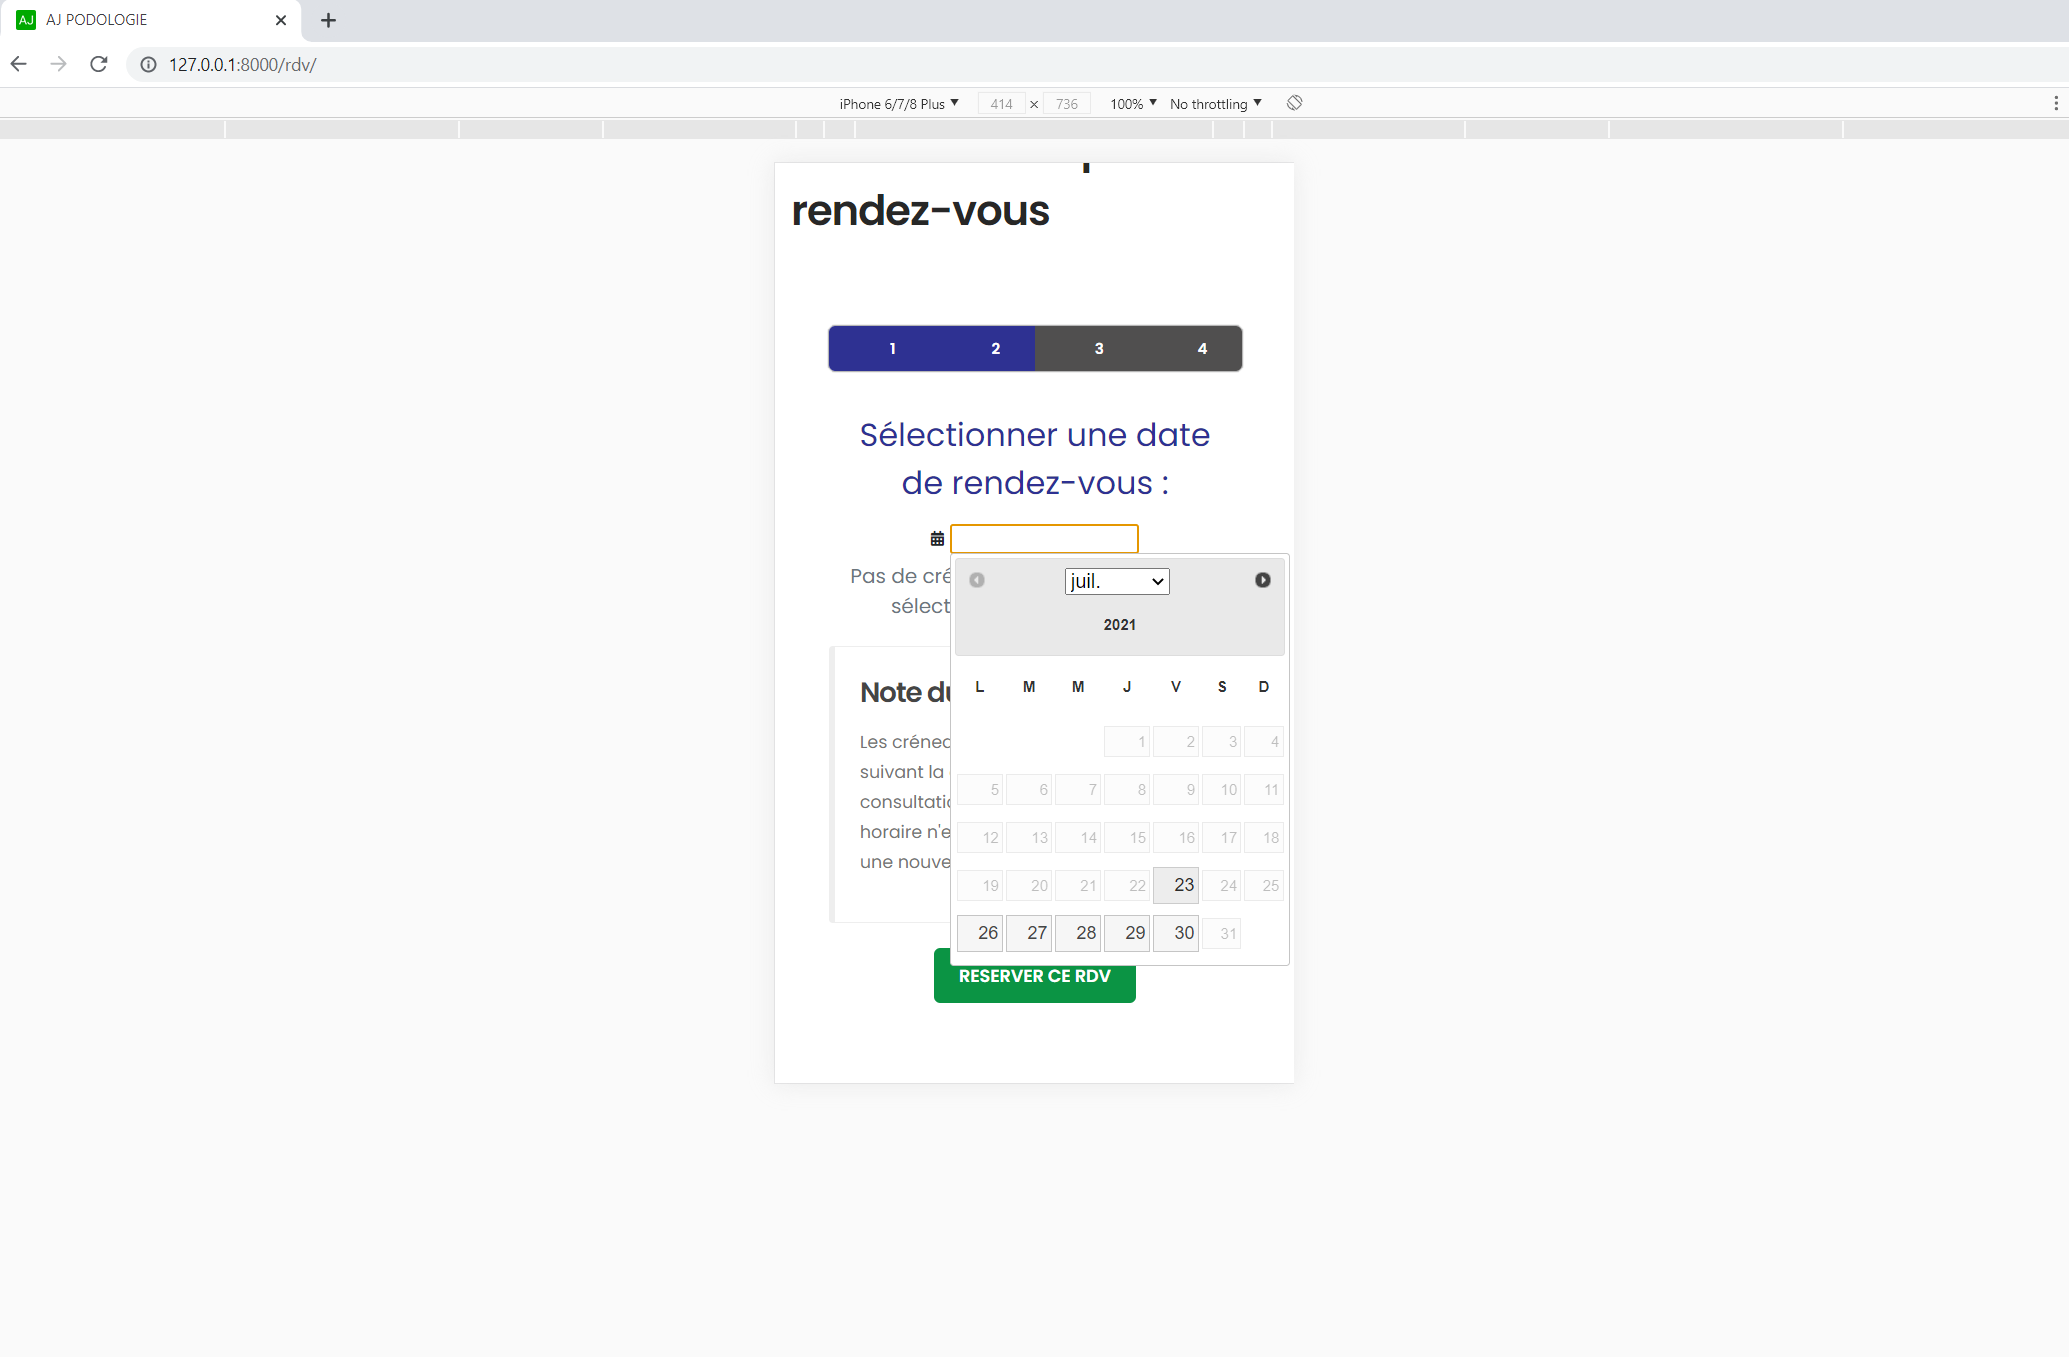 AJ AJ PODOLOGIE
127.0.0.1:8000/rdv/
iPhone 6/7/8 Plus 414 × 736 100% No throttling
rendez-vous
1 2 3 4
Sélectionner une date
de rendez-vous :
Pas de cré
sélect
juil.
2021
L M M J V S D
1 2 3 4
5 6 7 8 9 10 11
12 13 14 15 16 17 18
19 20 21 22 23 24 25
26 27 28 29 30 31
Note du
Les crénea
suivant la
consultatio
horaire n'e
une nouve
RESERVER CE RDV